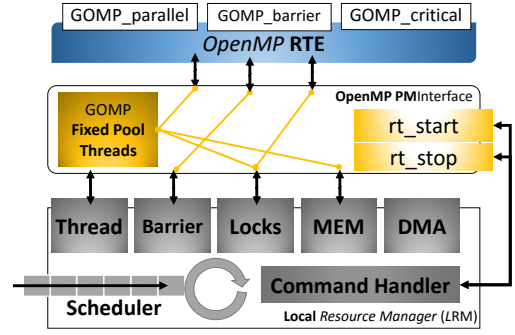 GOMP_parallel GOMP_barrier GOMP_critical
OpenMP RTE
OpenMP PMInterface
GOMP
Fixed Pool
Threads
rt_start
rt_stop
Thread Barrier Locks MEM DMA
Command Handler
Scheduler
Local Resource Manager (LRM)